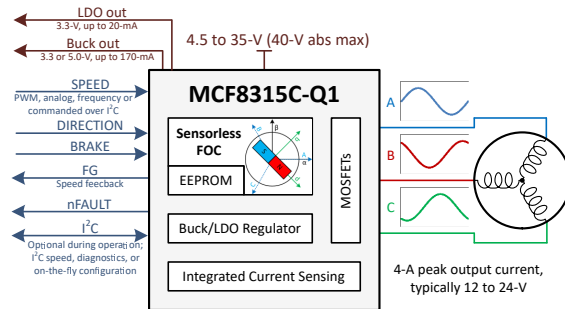 LDO out
3.3-V, up to 20-mA
Buck out
3.3 or 5.0-V, up to 170-mA
4.5 to 35-V (40-V abs max)
SPEED
PWM, analog, frequency or
commanded over I²C
DIRECTION
BRAKE
FG
Speed feecback
nFAULT
I²C
Optional during operation;
I²C speed, diagnostics, or
on-the-fly configuration
MCF8315C-Q1
Sensorless
FOC
EEPROM
β
A
α
S
MOSFETs
Buck/LDO Regulator
Integrated Current Sensing
A
B
C
4-A peak output current,
typically 12 to 24-V